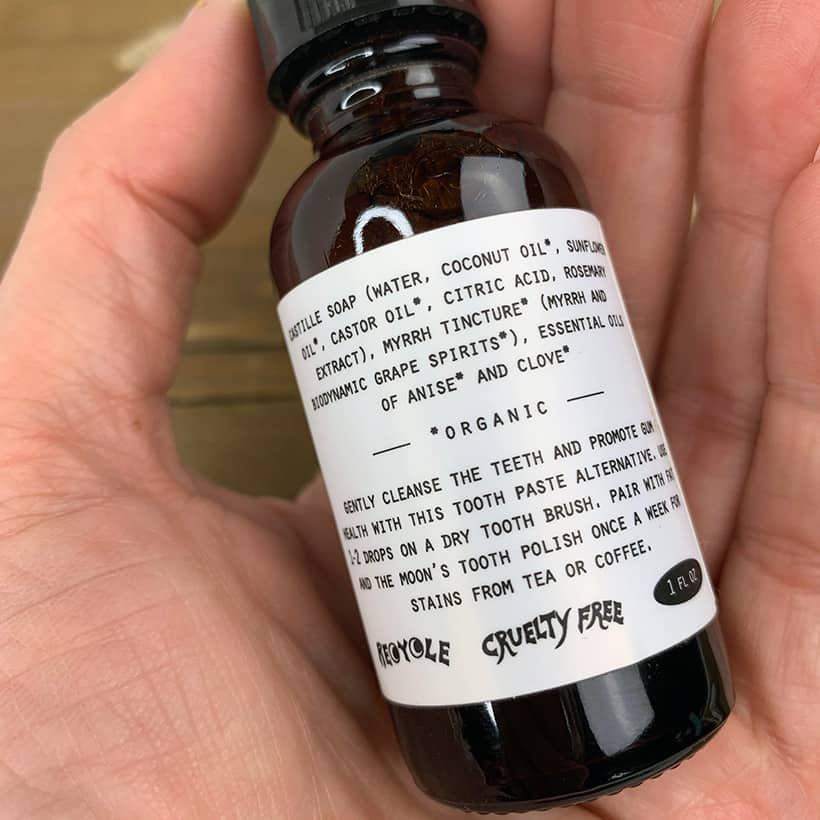 CASTILLE SOAP (WATER, COCONUT OIL*, SUNFLOWER
OIL*, CASTOR OIL*, CITRIC ACID, ROSEMARY
EXTRACT), MYRRH TINCTURE* (MYRRH AND
BIODYNAMIC GRAPE SPIRITS*), ESSENTIAL OILS
OF ANISE* AND CLOVE*
*ORGANIC
GENTLY CLEANSE THE TEETH AND PROMOTE GUM
HEALTH WITH THIS TOOTH PASTE ALTERNATIVE. USE
1-2 DROPS ON A DRY TOOTH BRUSH. PAIR WITH FAT
AND THE MOON'S TOOTH POLISH ONCE A WEEK FOR
STAINS FROM TEA OR COFFEE.
1 FL OZ
RECYCLE CRUELTY FREE